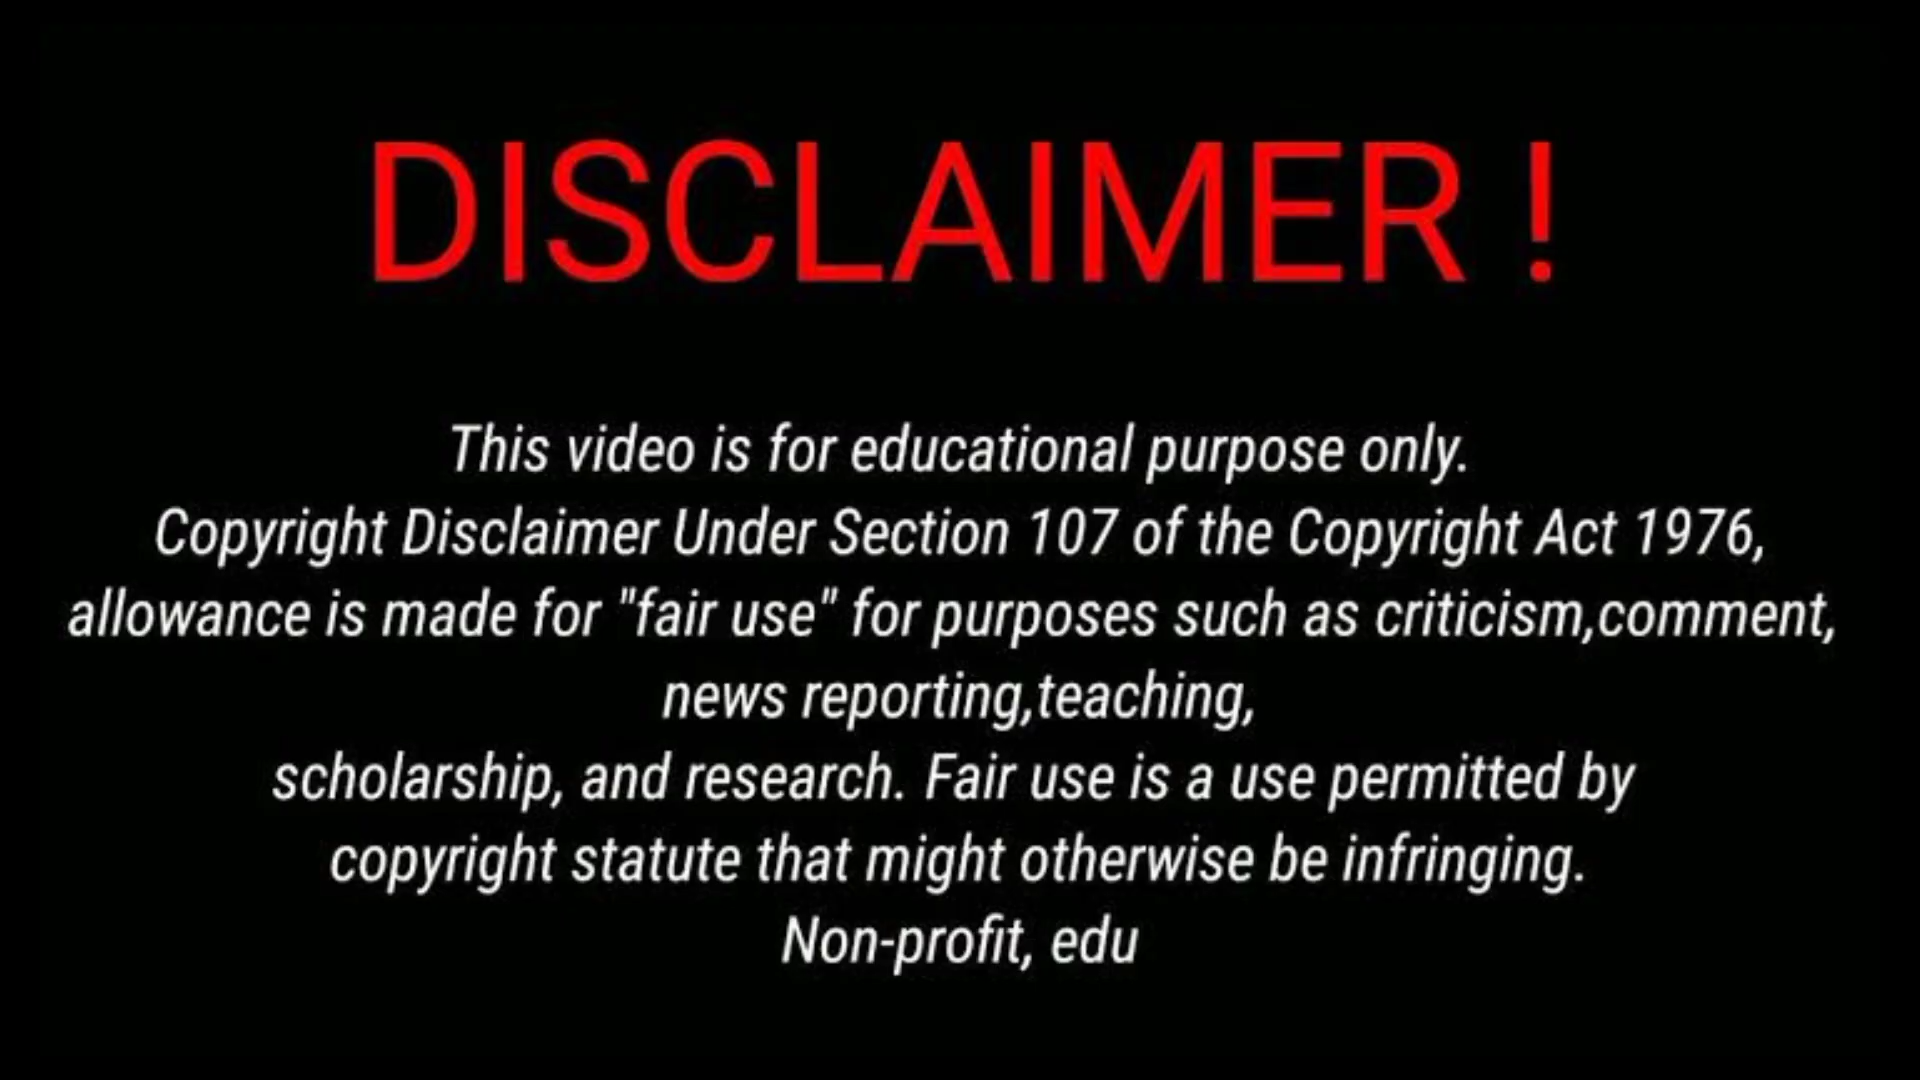 DISCLAIMER !
This video is for educational purpose only.
Copyright Disclaimer Under Section 107 of the Copyright Act 1976,
allowance is made for "fair use" for purposes such as criticism,comment,
news reporting,teaching,
scholarship, and research. Fair use is a use permitted by
copyright statute that might otherwise be infringing.
Non-profit, edu